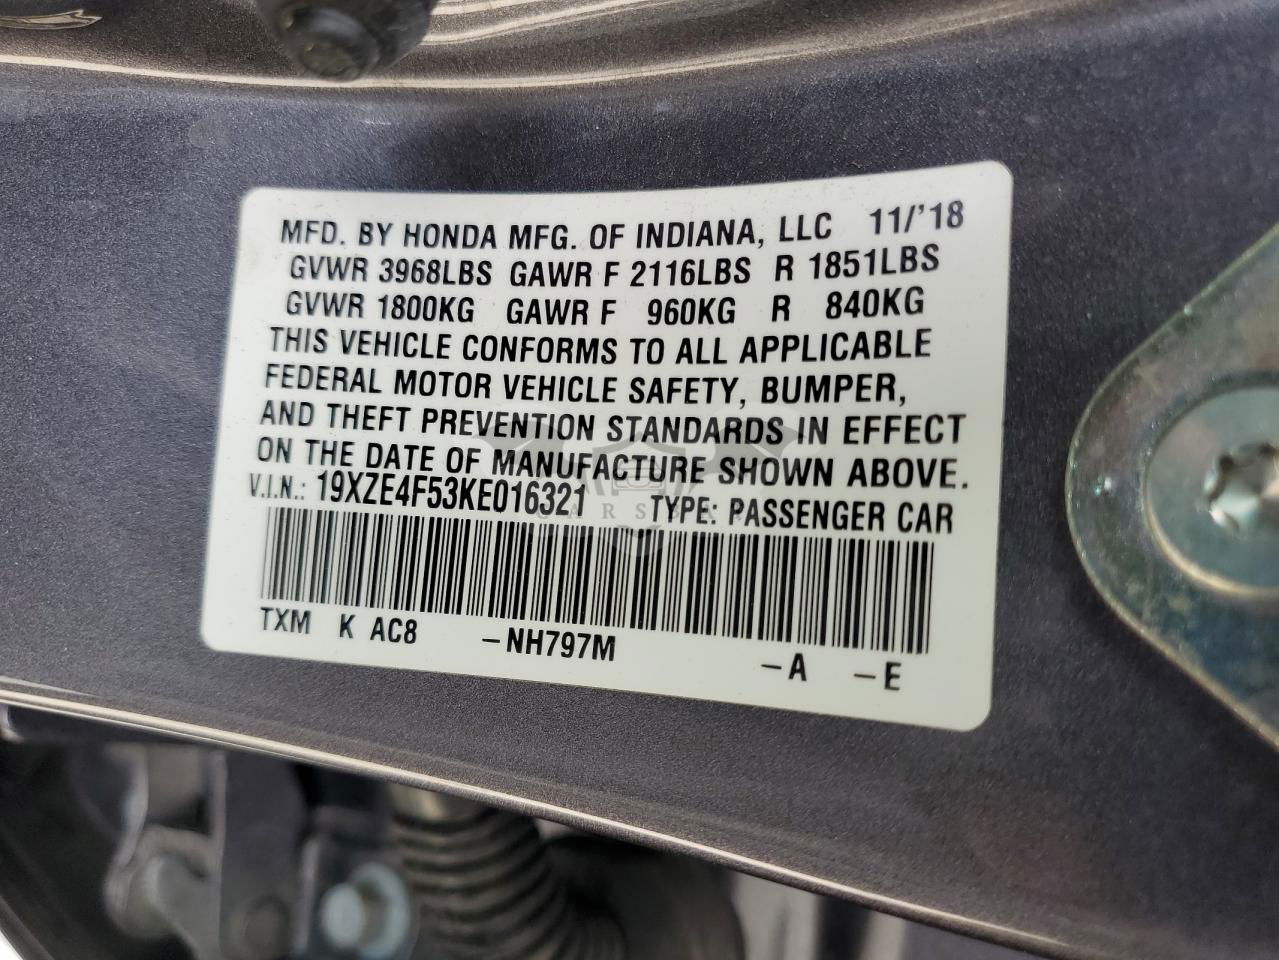 MFD. BY HONDA MFG. OF INDIANA, LLC 11/'18
GVWR 3968LBS GAWR F 2116LBS R 1851LBS
GVWR 1800KG GAWR F 960KG R 840KG
THIS VEHICLE CONFORMS TO ALL APPLICABLE
FEDERAL MOTOR VEHICLE SAFETY, BUMPER,
AND THEFT PREVENTION STANDARDS IN EFFECT
ON THE DATE OF MANUFACTURE SHOWN ABOVE.
V.I.N.: 19XZE4F53KE016321 TYPE: PASSENGER CAR
TXM K AC8 -NH797M -A -E